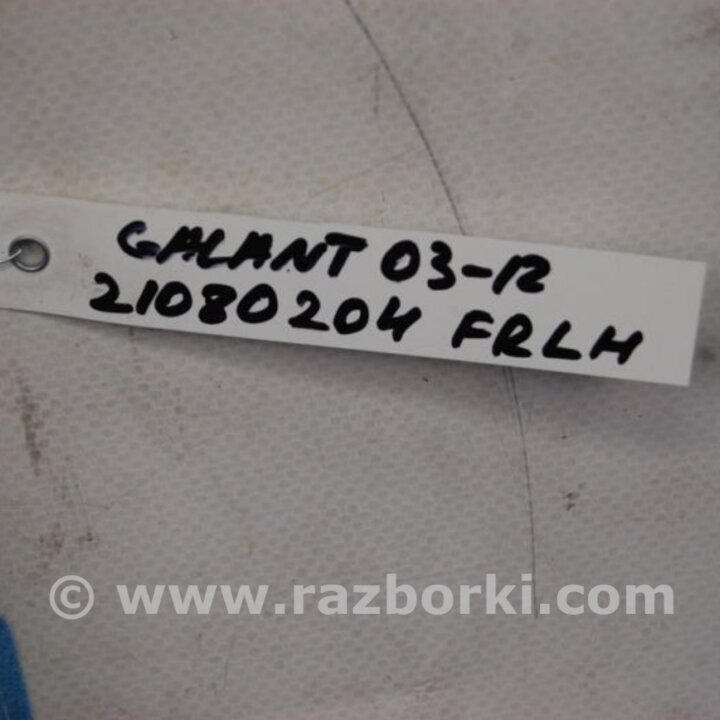 GALANT 03-12
21080204 FRLH
© www.razborki.com